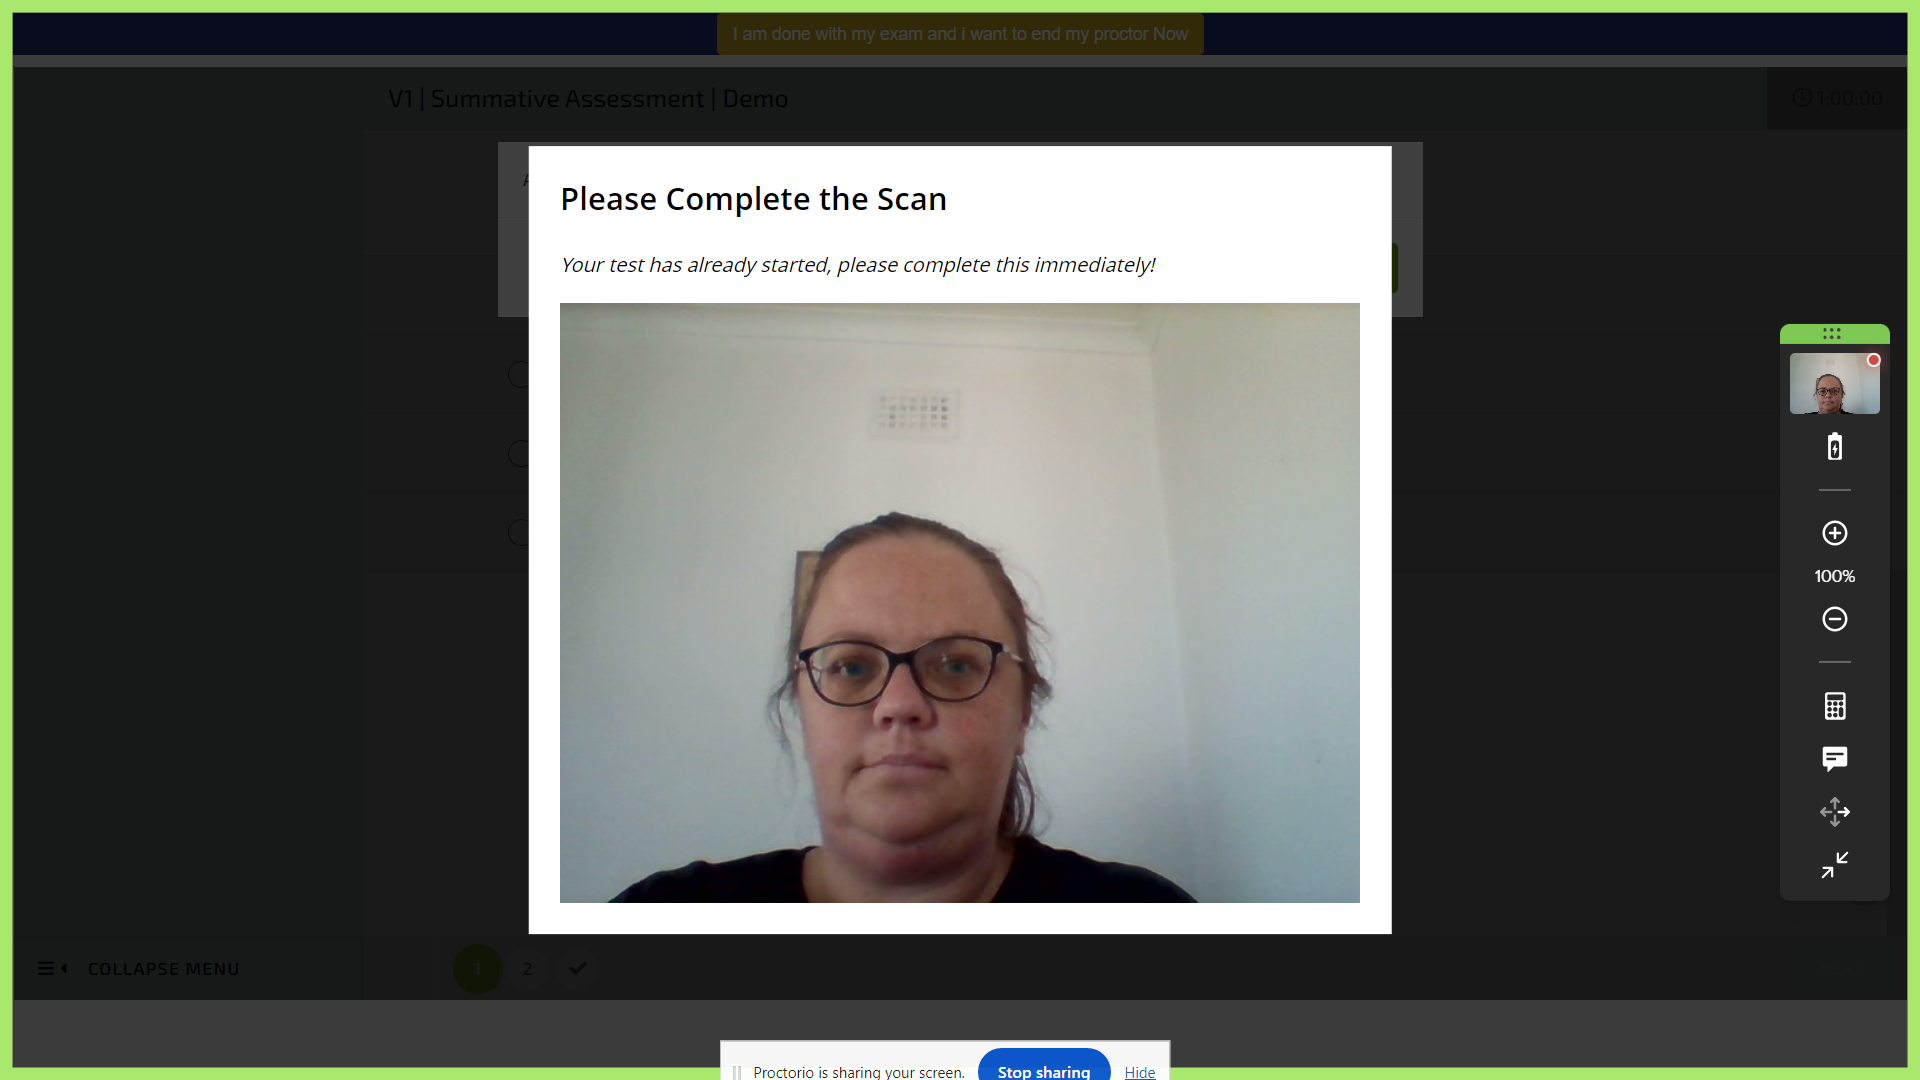 I am done with my exam and i want to end my proctor Now
V1 | Summative Assessment | Demo
1:00:00
Please Complete the Scan
Your test has already started, please complete this immediately!
100%
COLLAPSE MENU
1
2
Proctorio is sharing your screen.
Stop sharing
Hide